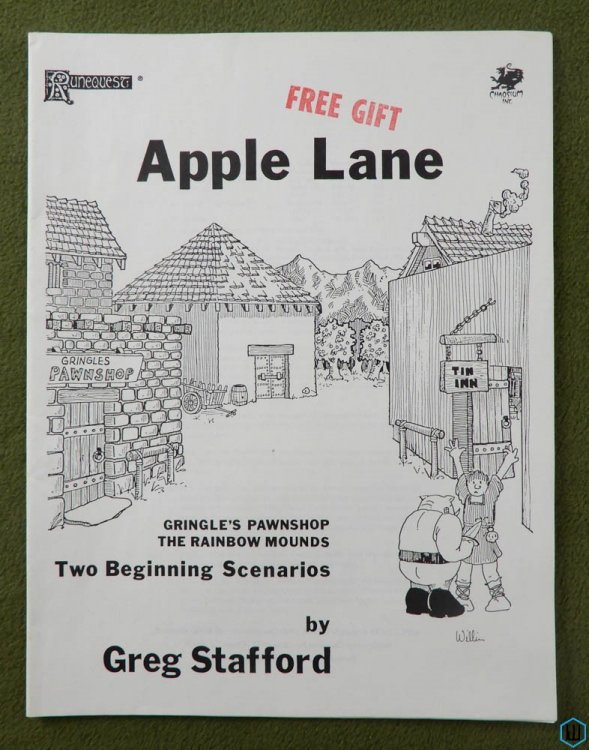 RUNEQUEST ®
CHAOSIUM
INC.
FREE GIFT
Apple Lane
GRINGLES
PAWNSHOP
TIN
INN
GRINGLE'S PAWNSHOP
THE RAINBOW MOUNDS
Two Beginning Scenarios
by
Greg Stafford